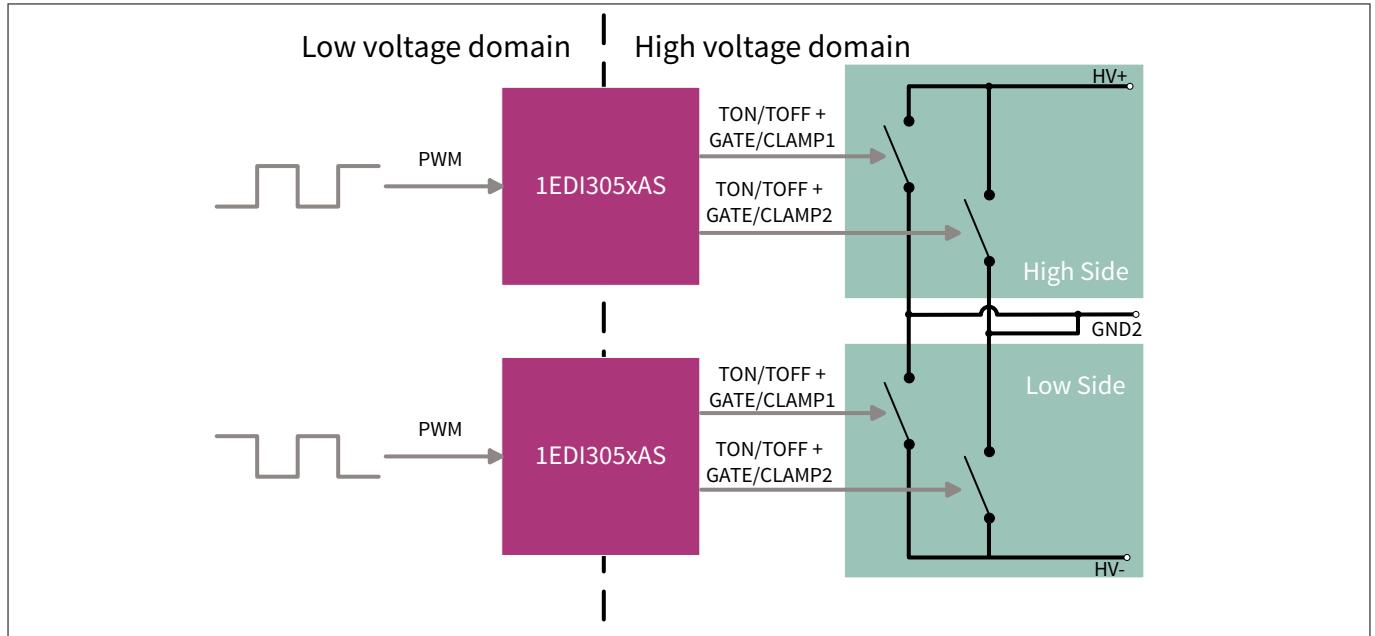 Low voltage domain
High voltage domain
HV+
TON/TOFF +
GATE/CLAMP1
PWM
1EDI305xAS
TON/TOFF +
GATE/CLAMP2
High Side
GND2
TON/TOFF +
GATE/CLAMP1
Low Side
PWM
1EDI305xAS
TON/TOFF +
GATE/CLAMP2
HV-